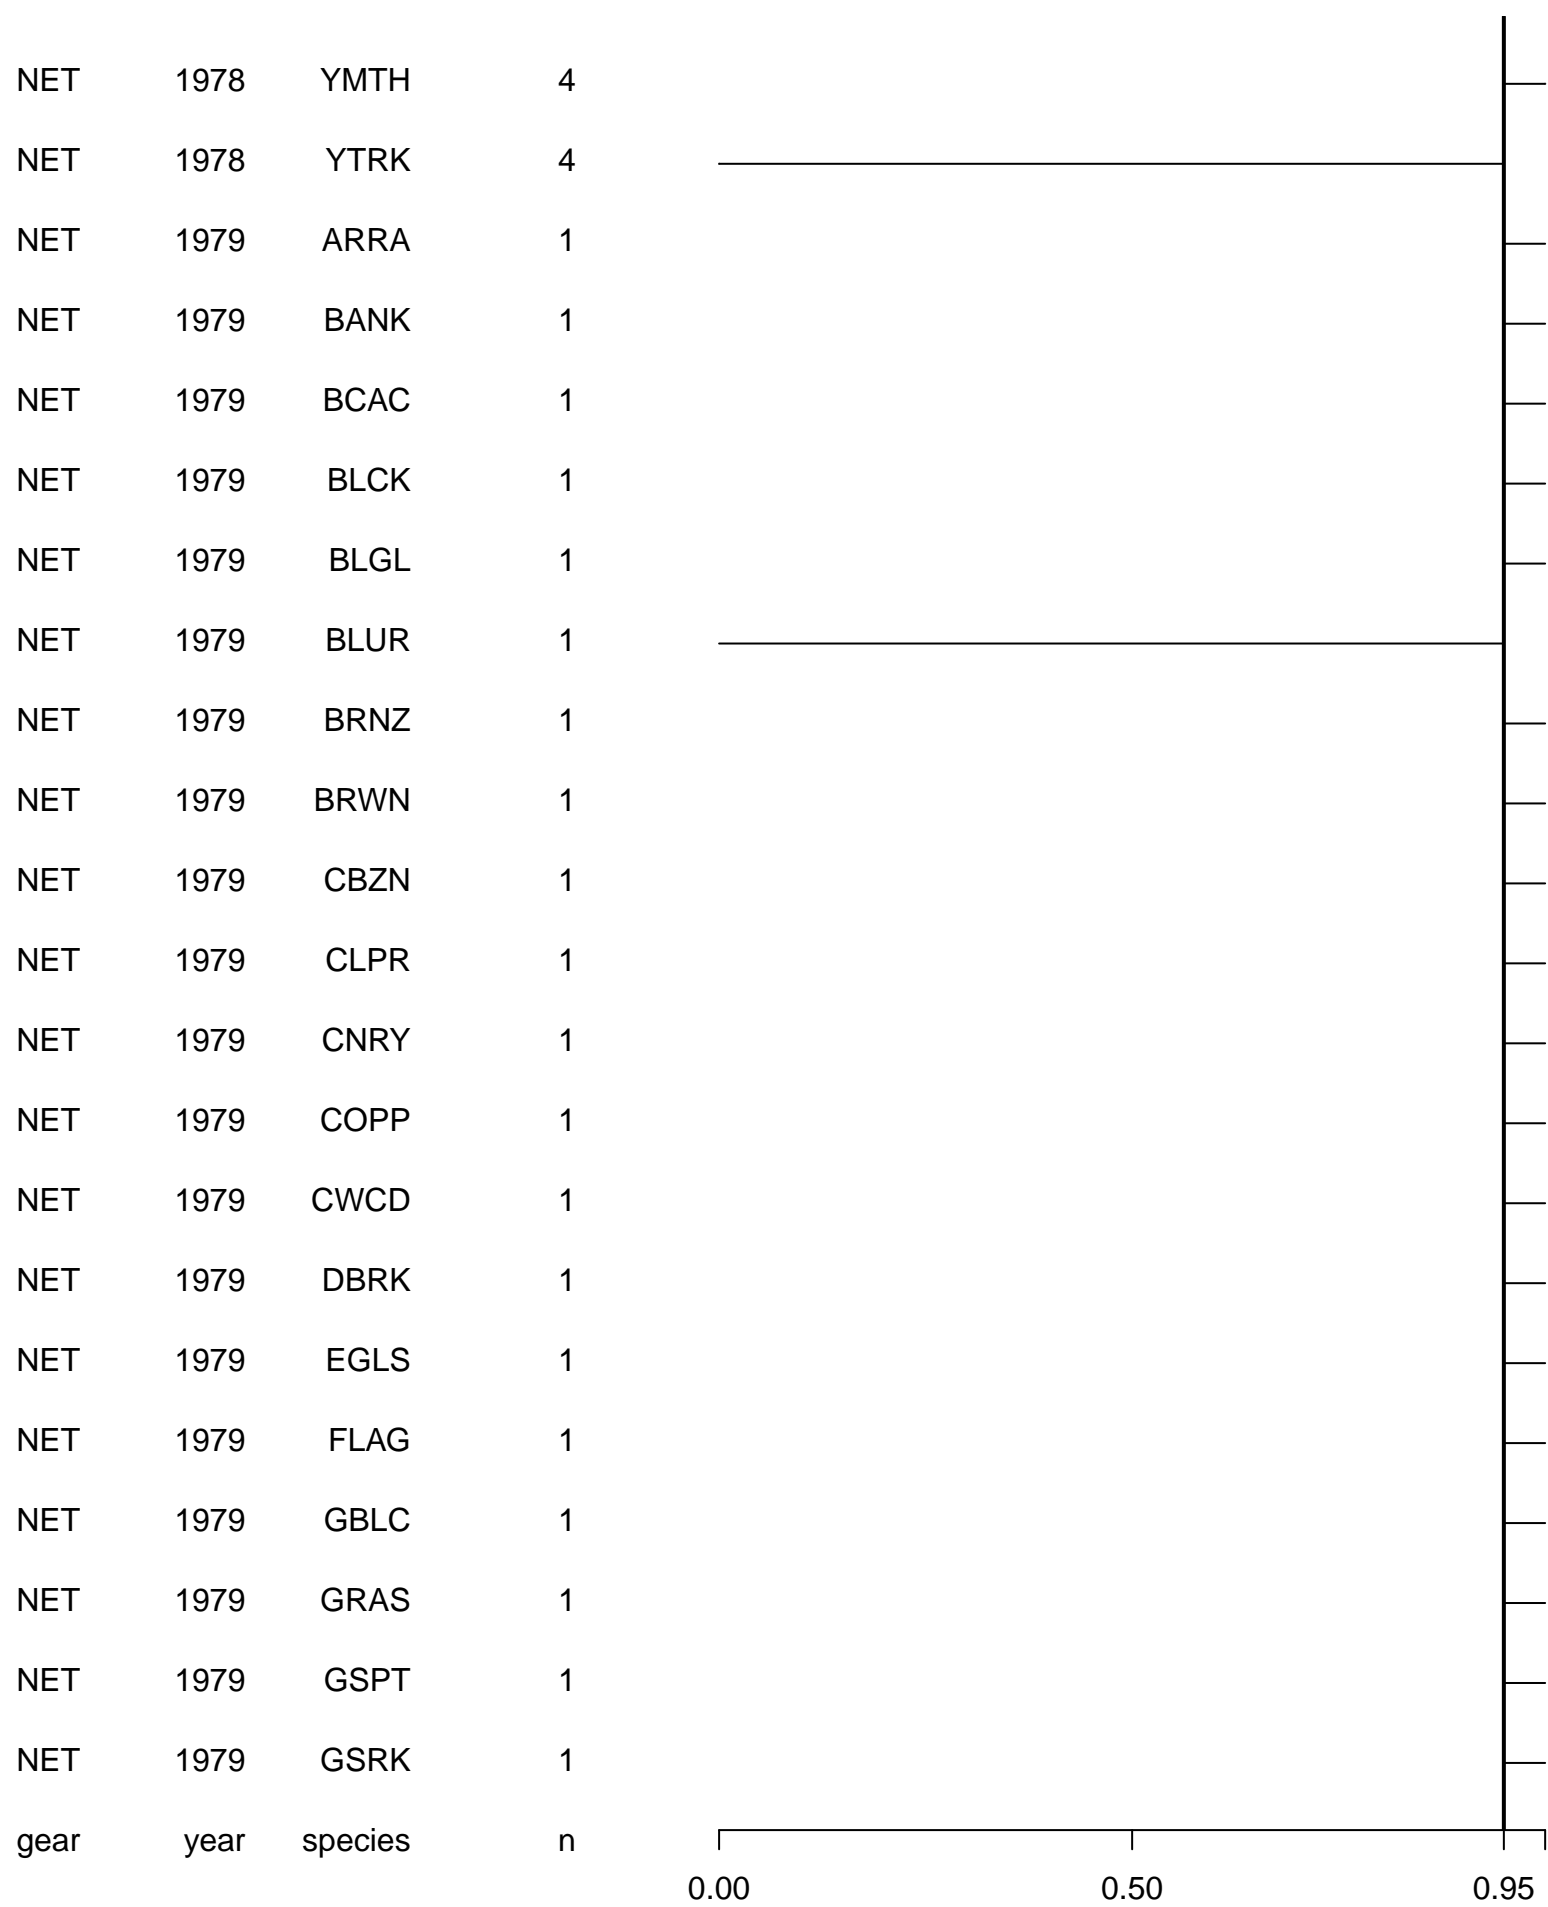 NET 1978 YMTH 4
NET 1978 YTRK 4
NET 1979 ARRA 1
NET 1979 BANK 1
NET 1979 BCAC 1
NET 1979 BLCK 1
NET 1979 BLGL 1
NET 1979 BLUR 1
NET 1979 BRNZ 1
NET 1979 BRWN 1
NET 1979 CBZN 1
NET 1979 CLPR 1
NET 1979 CNRY 1
NET 1979 COPP 1
NET 1979 CWCD 1
NET 1979 DBRK 1
NET 1979 EGLS 1
NET 1979 FLAG 1
NET 1979 GBLC 1
NET 1979 GRAS 1
NET 1979 GSPT 1
NET 1979 GSRK 1
gear year species n
0.00 0.50 0.95